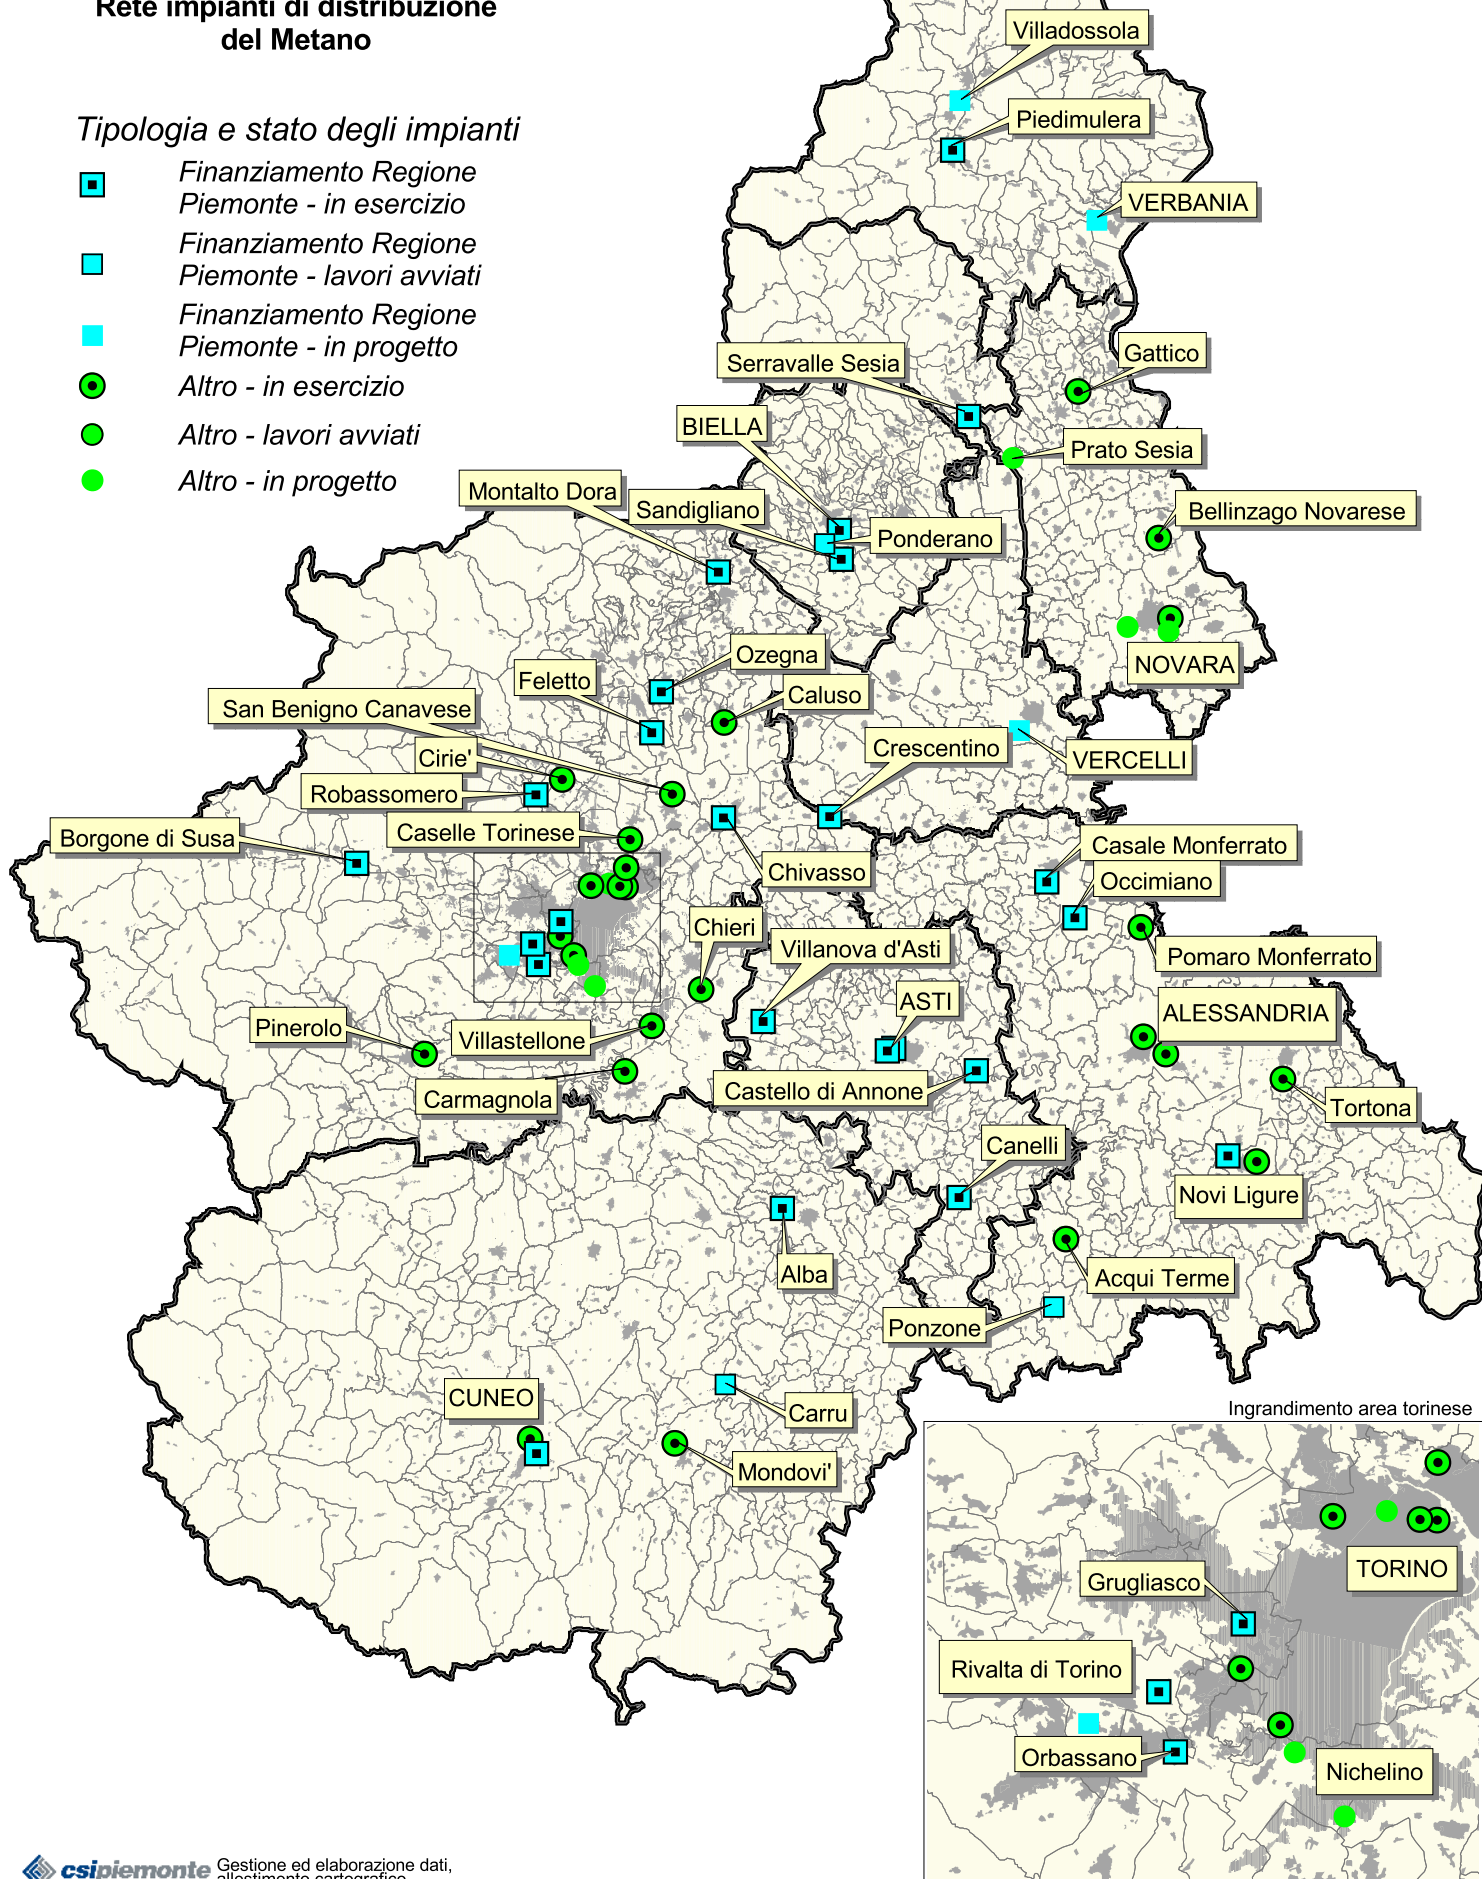 Rete impianti di distribuzione
del Metano
Tipologia e stato degli impianti
Finanziamento Regione
Piemonte - in esercizio
Finanziamento Regione
Piemonte - lavori avviati
Finanziamento Regione
Piemonte - in progetto
Altro - in esercizio
Altro - lavori avviati
Altro - in progetto
Villadossola
Piedimulera
VERBANIA
Gattico
Serravalle Sesia
BIELLA
Prato Sesia
Montalto Dora
Sandigliano
Bellinzago Novarese
Ponderano
Ozegna
NOVARA
Feletto
Caluso
San Benigno Canavese
Crescentino
Cirie'
VERCELLI
Robassomero
Caselle Torinese
Borgone di Susa
Casale Monferrato
Chivasso
Occimiano
Chieri
Villanova d'Asti
Pomaro Monferrato
ASTI
ALESSANDRIA
Pinerolo
Villastellone
Castello di Annone
Carmagnola
Tortona
Canelli
Novi Ligure
Alba
Acqui Terme
Ponzone
CUNEO
Carru
Mondovi'
Ingrandimento area torinese
TORINO
Grugliasco
Rivalta di Torino
Orbassano
Nichelino
csipiemonte
Gestione ed elaborazione dati,
allestimento cartografico